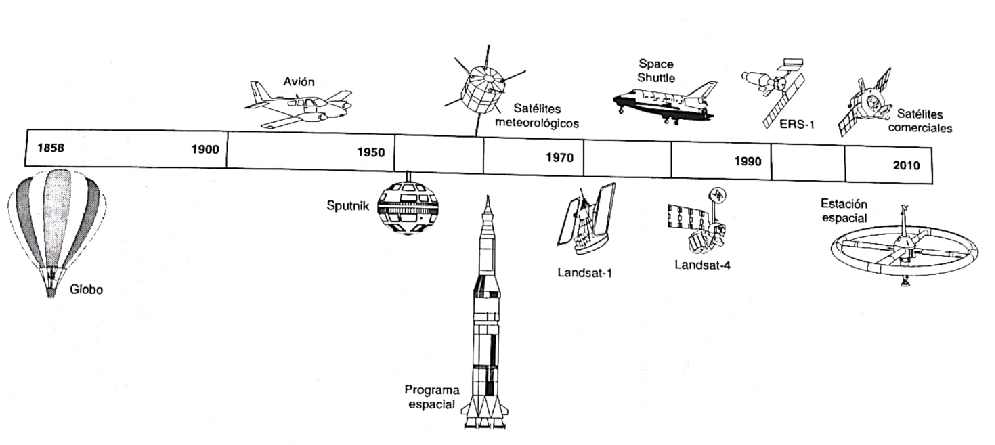 Avión
Satélites
meteorológicos
Space
Shuttle
ERS-1
Satélites
comerciales
1858
1900
1950
1970
1990
2010
Globo
Sputnik
Programa
espacial
Landsat-1
Landsat-4
Estación
espacial